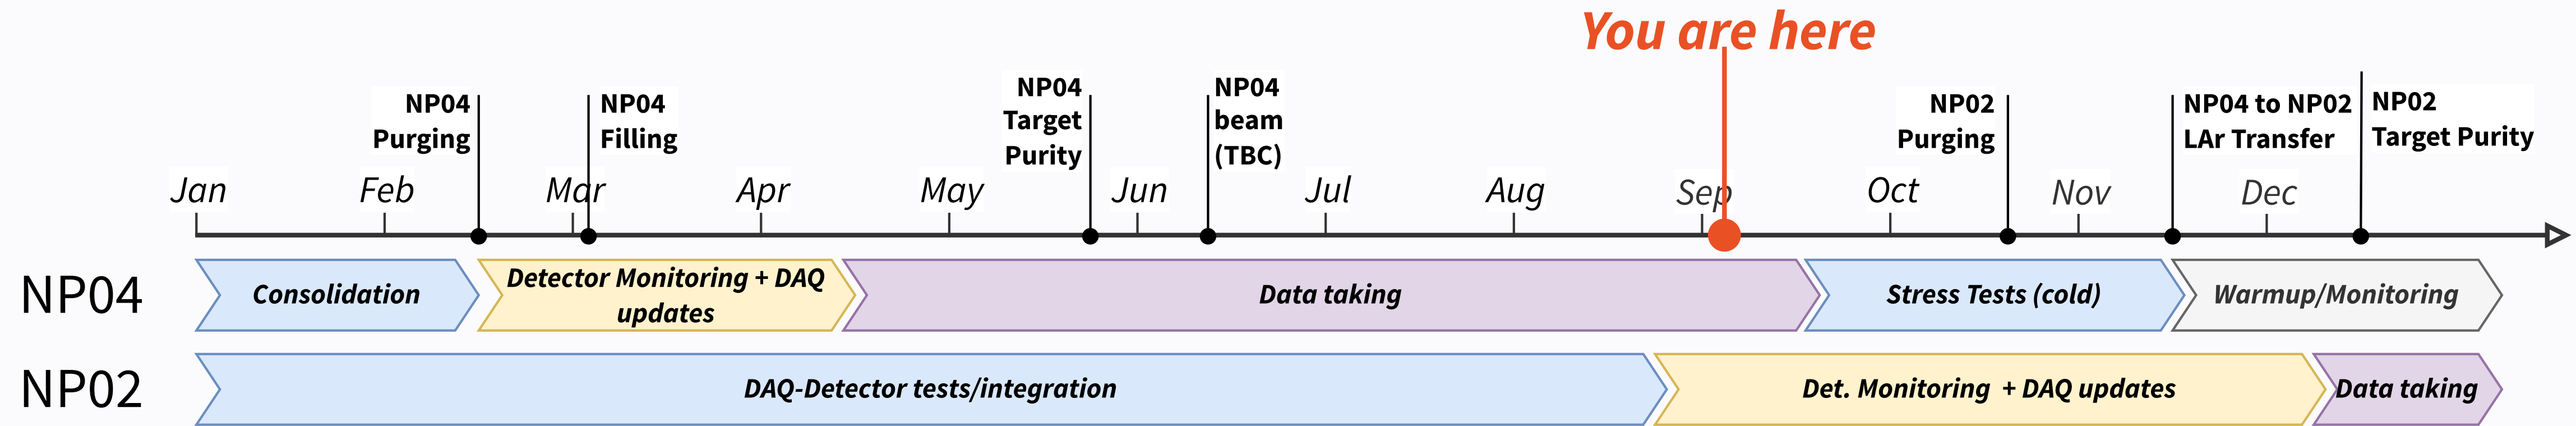 You are here
NP04
Purging
NP04
Filling
NP04
Target
Purity
NP04
beam
(TBC)
NP02
Purging
NP04 to NP02
LAr Transfer
NP02
Target Purity
Jan
Feb
Mar
Apr
May
Jun
Jul
Aug
Sep
Oct
Nov
Dec
NP04
Consolidation
Detector Monitoring + DAQ
updates
Data taking
Stress Tests (cold)
Warmup/Monitoring
NP02
DAQ-Detector tests/integration
Det. Monitoring + DAQ updates
Data taking